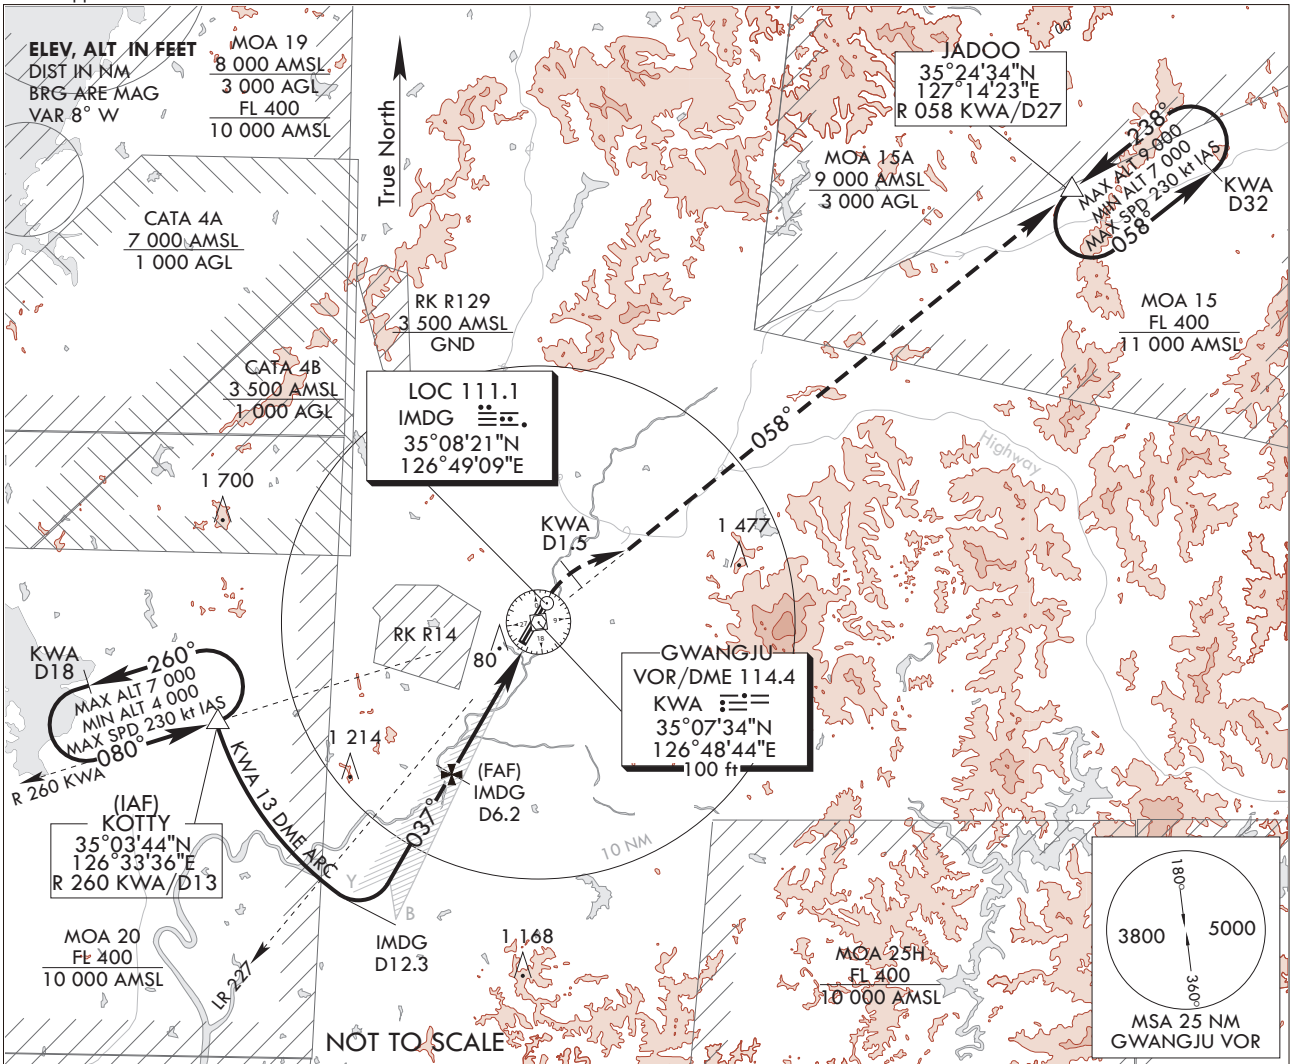 ELEV, ALT IN FEET
DIST IN NM
BRG ARE MAG
VAR 8° W
MOA 19
8 000 AMSL
3 000 AGL
FL 400
10 000 AMSL
True North
JADOO
35°24'34"N
127°14'23"E
R 058 KWA/D27
238°
MAX ALT 9 000
MIN ALT 7 000
MAX SPD 230 kt IAS
058°
KWA
D32
MOA 15A
9 000 AMSL
3 000 AGL
CATA 4A
7 000 AMSL
1 000 AGL
RK R129
3 500 AMSL
GND
MOA 15
FL 400
11 000 AMSL
CATA 4B
3 500 AMSL
1 000 AGL
LOC 111.1
IMDG
35°08'21"N
126°49'09"E
058°
Highway
1 700
KWA
D1.5
1 477
RK R14
80
9
27
18
GWANGJU
VOR/DME 114.4
KWA
35°07'34"N
126°48'44"E
100 ft
KWA
D18
260°
MAX ALT 7 000
MIN ALT 4 000
MAX SPD 230 kt IAS
080°
R 260 KWA
1 214
(FAF)
IMDG
D6.2
037°
KWA 13 DME ARC
(IAF)
KOTTY
35°03'44"N
126°33'36"E
R 260 KWA/D13
10 NM
Y
B
MOA 20
FL 400
10 000 AMSL
LR 227
IMDG
D12.3
1 168
MOA 25H
FL 400
10 000 AMSL
180°
3800
5000
360°
MSA 25 NM
GWANGJU VOR
NOT TO SCALE